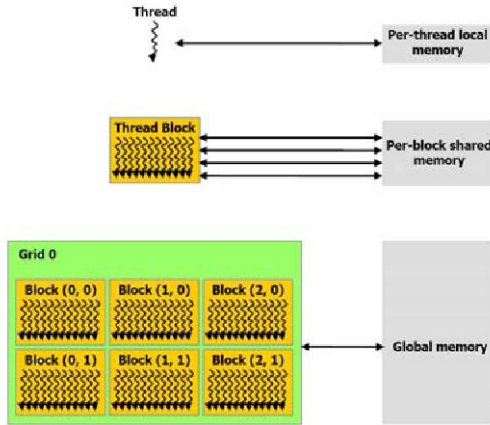 Thread
Per-thread local
memory
Thread Block
Per-block shared
memory
Grid 0
Block (0, 0) Block (1, 0) Block (2, 0)
Block (0, 1) Block (1, 1) Block (2, 1)
Global memory